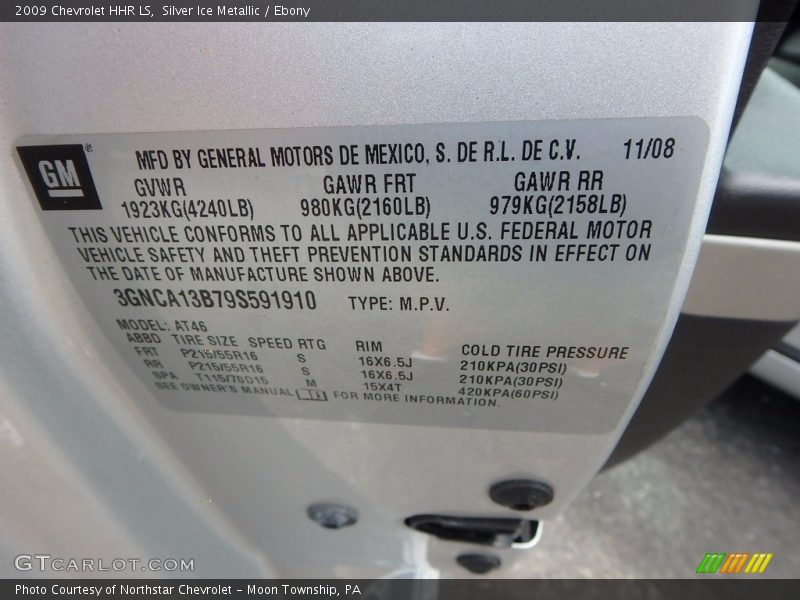 2009 Chevrolet HHR LS, Silver Ice Metallic / Ebony
GM®
MFD BY GENERAL MOTORS DE MEXICO, S. DE R.L. DE C.V. 11/08
GVWR GAWR FRT GAWR RR
1923KG(4240LB) 980KG(2160LB) 979KG(2158LB)
THIS VEHICLE CONFORMS TO ALL APPLICABLE U.S. FEDERAL MOTOR
VEHICLE SAFETY AND THEFT PREVENTION STANDARDS IN EFFECT ON
THE DATE OF MANUFACTURE SHOWN ABOVE.
3GNCA13B79S591910 TYPE: M.P.V.
MODEL: AT46
ABBD TIRE SIZE SPEED RTG RIM COLD TIRE PRESSURE
FRT P215/55R16 S 16X6.5J 210KPA(30PSI)
RR P215/55R16 S 16X6.5J 210KPA(30PSI)
SPA T115/70D15 M 15X4T 420KPA(60PSI)
SEE OWNER'S MANUAL FOR MORE INFORMATION.
GTcarlot.com
Photo Courtesy of Northstar Chevrolet - Moon Township, PA